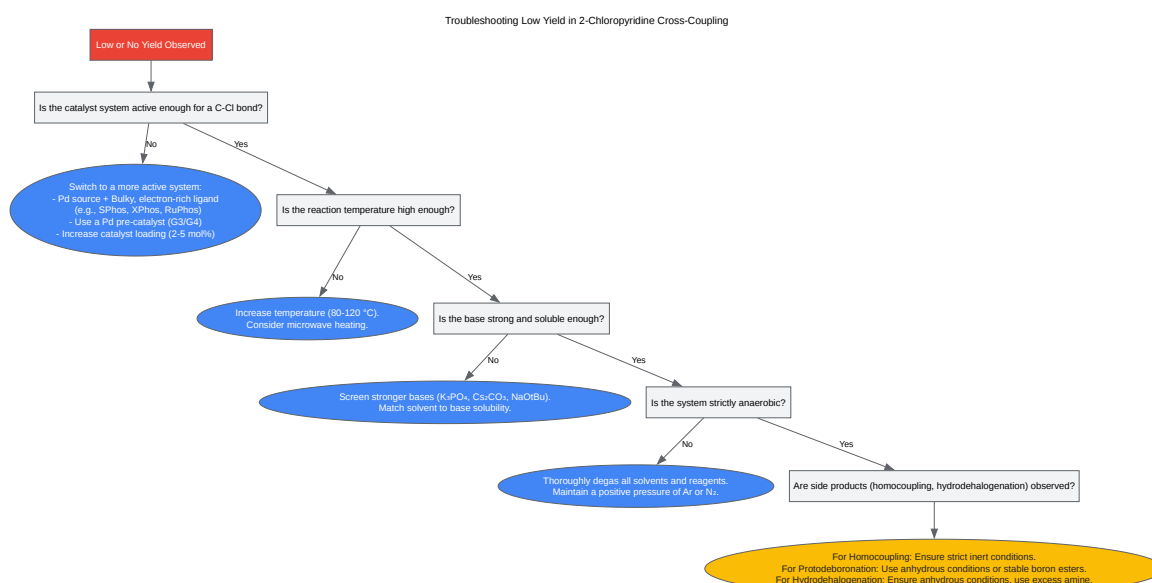 Troubleshooting Low Yield in 2-Chloropyridine Cross-Coupling
Low or No Yield Observed
Is the catalyst system active enough for a C-Cl bond?
No
Yes
Switch to a more active system:
- Pd source + Bulky, electron-rich ligand
(e.g., SPhos, XPhos, RuPhos)
- Use a Pd pre-catalyst (G3/G4)
- Increase catalyst loading (2-5 mol%)
Is the reaction temperature high enough?
No
Yes
Increase temperature (80-120 °C).
Consider microwave heating.
Is the base strong and soluble enough?
No
Yes
Screen stronger bases (K₃PO₄, Cs₂CO₃, NaOtBu).
Match solvent to base solubility.
Is the system strictly anaerobic?
No
Yes
Thoroughly degas all solvents and reagents.
Maintain a positive pressure of Ar or N₂.
Are side products (homocoupling, hydrodehalogenation) observed?
For Homocoupling: Ensure strict inert conditions.
For Protodeboronation: Use anhydrous conditions or stable boron esters.
For Hydrodehalogenation: Ensure anhydrous conditions, use excess amine.